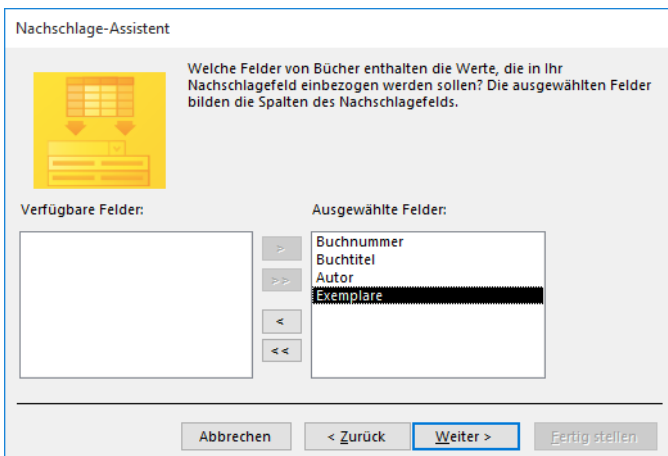 Nachschlage-Assistent
Welche Felder von Bücher enthalten die Werte, die in Ihr
Nachschlagefeld einbezogen werden sollen? Die ausgewählten Felder
bilden die Spalten des Nachschlagefelds.
Verfügbare Felder:
Ausgewählte Felder:
>
>>
<
<<
Buchnummer
Buchtitel
Autor
Exemplare
Abbrechen
< Zurück
Weiter >
Fertig stellen